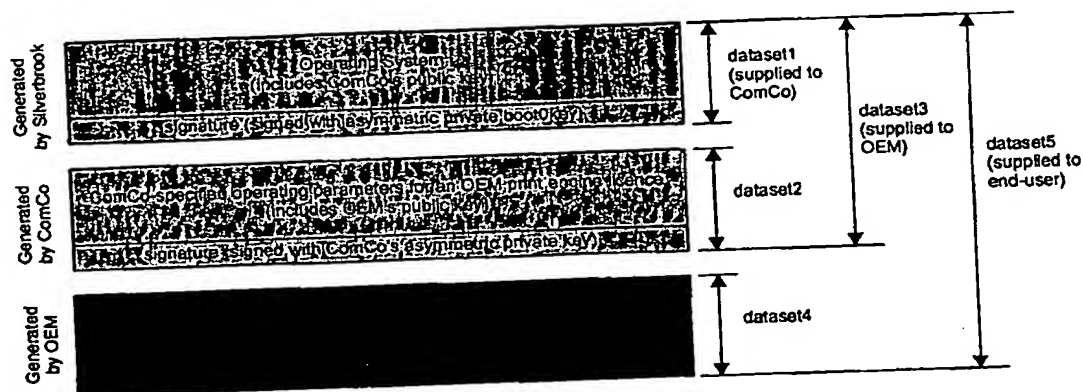 Generated
by Silverbrook
Operating System
(includes ComCo's public key)
signature (signed with asymmetric private boot0key)
dataset1
(supplied to
ComCo)
dataset3
(supplied to
OEM)
dataset5
(supplied to
end-user)
Generated
by ComCo
ComCo-specified operating parameters for an OEM print engine licence
(includes OEM's public key)
signature (signed with ComCo's asymmetric private key)
dataset2
Generated
by OEM
dataset4